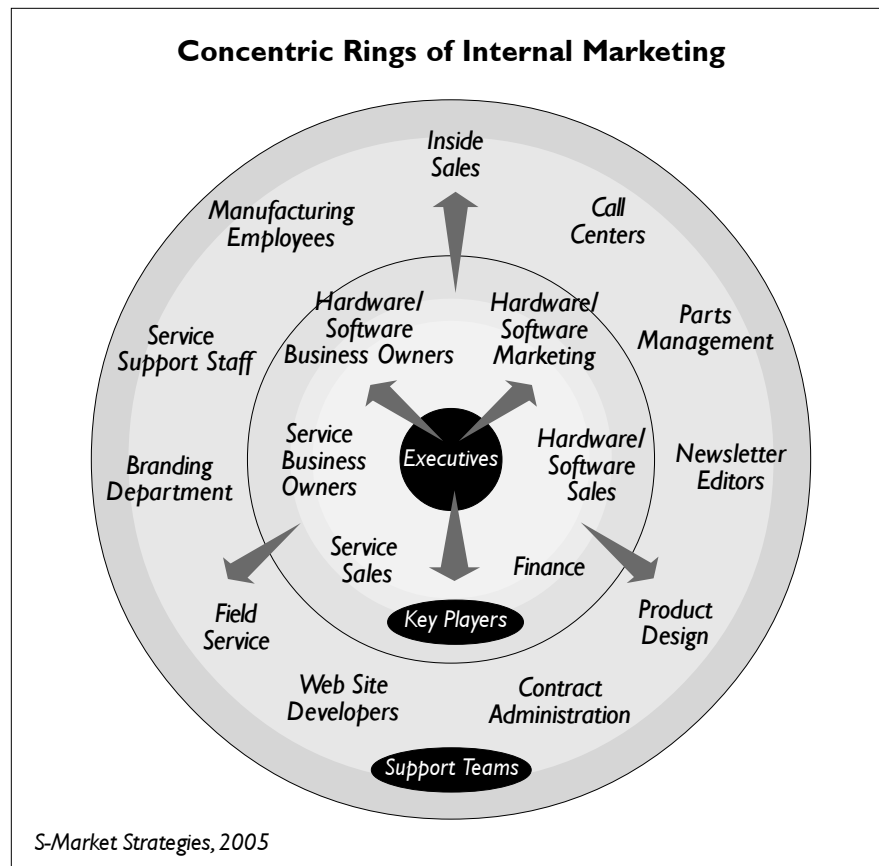 Concentric Rings of Internal Marketing
Inside
Sales
Manufacturing
Employees
Call
Centers
Hardware/
Software
Business Owners
Hardware/
Software
Marketing
Parts
Management
Service
Support Staff
Service
Business
Owners
Executives
Hardware/
Software
Sales
Newsletter
Editors
Branding
Department
Service
Sales
Finance
Key Players
Field
Service
Product
Design
Web Site
Developers
Contract
Administration
Support Teams
S-Market Strategies, 2005